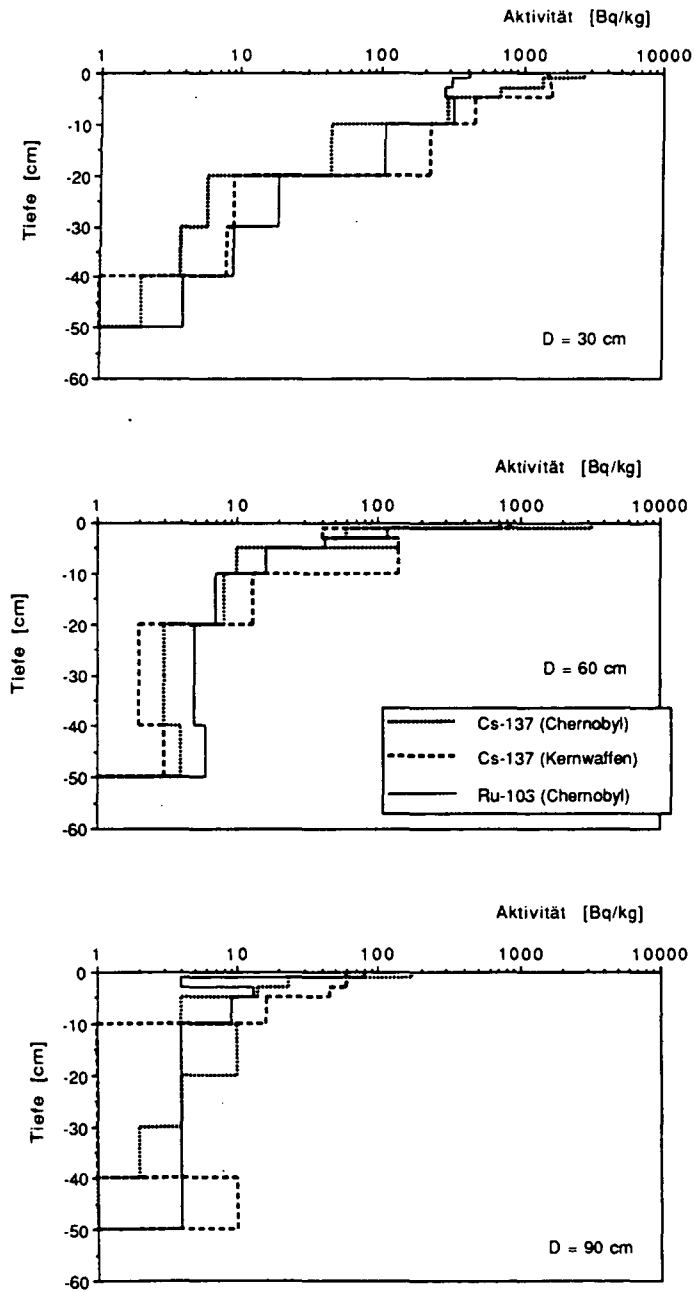 Aktivität [Bq/kg]
1 10 100 1000 10000
0
-10
-20
-30
-40
-50
-60
Tiefe [cm]
D = 30 cm
Aktivität [Bq/kg]
1 10 100 1000 10000
0
-10
-20
-30
-40
-50
-60
Tiefe [cm]
D = 60 cm
Cs-137 (Chernobyl)
Cs-137 (Kernwaffen)
Ru-103 (Chernobyl)
Aktivität [Bq/kg]
1 10 100 1000 10000
0
-10
-20
-30
-40
-50
-60
Tiefe [cm]
D = 90 cm